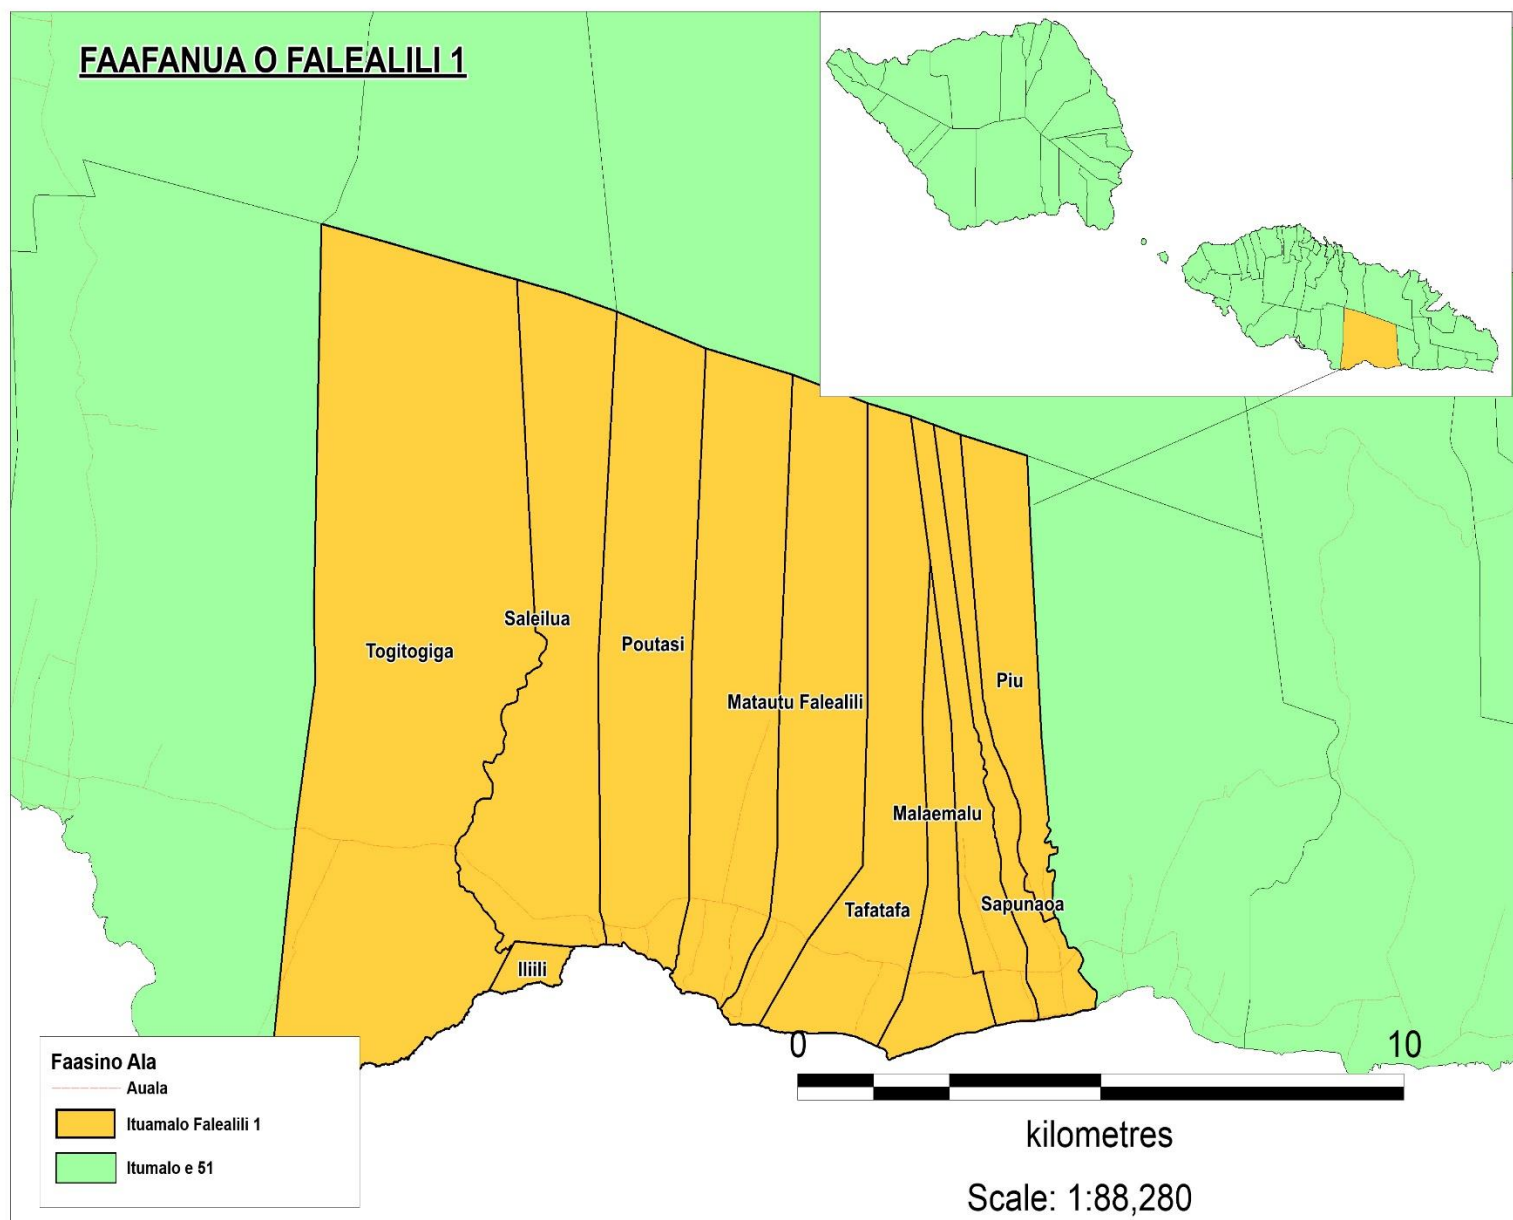 FAAFANUA O FALEALILI 1
Saleilua
Togitogiga
Poutasi
Matautu Falealili
Piu
Malaemalu
Tafatafa
Sapunaoa
Iliili
Faasino Ala
Auala
Ituamalo Falealili 1
Itumalo e 51
0 10
kilometres
Scale: 1:88,280